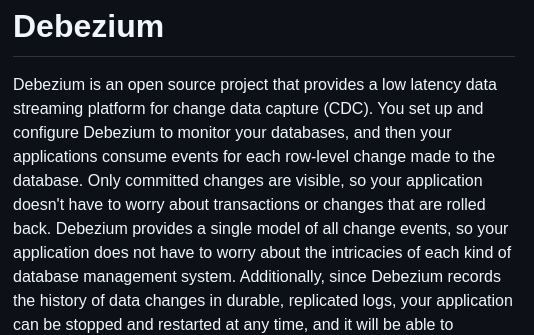 Debezium
Debezium is an open source project that provides a low latency data
streaming platform for change data capture (CDC). You set up and
configure Debezium to monitor your databases, and then your
applications consume events for each row-level change made to the
database. Only committed changes are visible, so your application
doesn't have to worry about transactions or changes that are rolled
back. Debezium provides a single model of all change events, so your
application does not have to worry about the intricacies of each kind of
database management system. Additionally, since Debezium records
the history of data changes in durable, replicated logs, your application
can be stopped and restarted at any time, and it will be able to